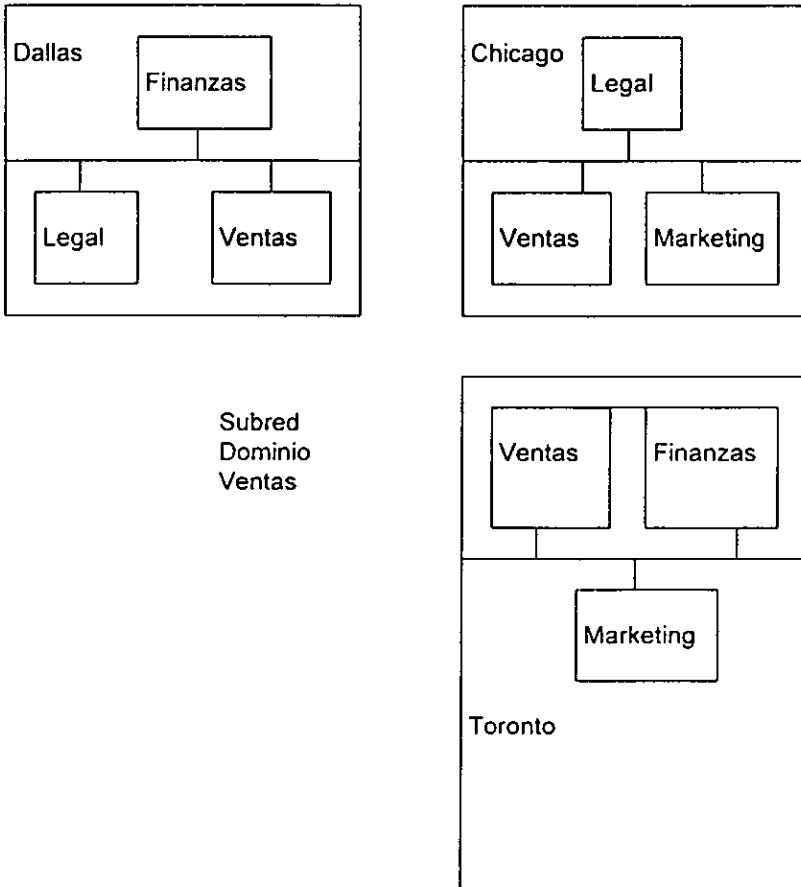 Dallas
Finanzas
Legal
Ventas
Chicago
Legal
Ventas
Marketing
Subred
Dominio
Ventas
Ventas
Finanzas
Marketing
Toronto